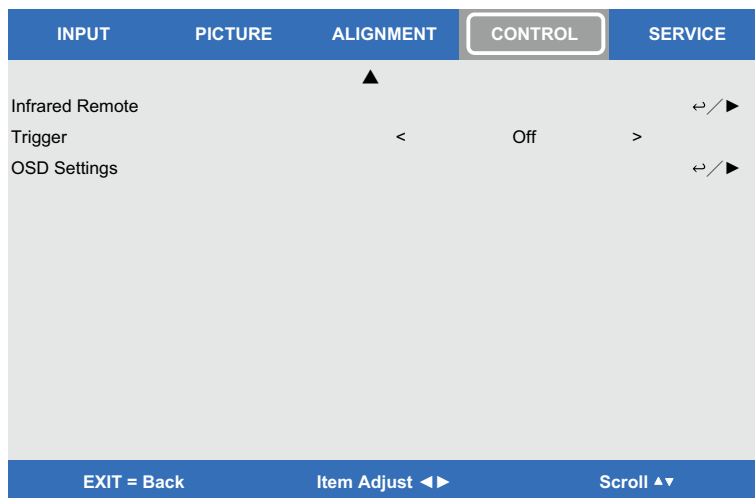 INPUT PICTURE ALIGNMENT CONTROL SERVICE
▲
Infrared Remote ↩/►
Trigger < Off >
OSD Settings ↩/►
EXIT = Back Item Adjust ◄► Scroll ▲▼